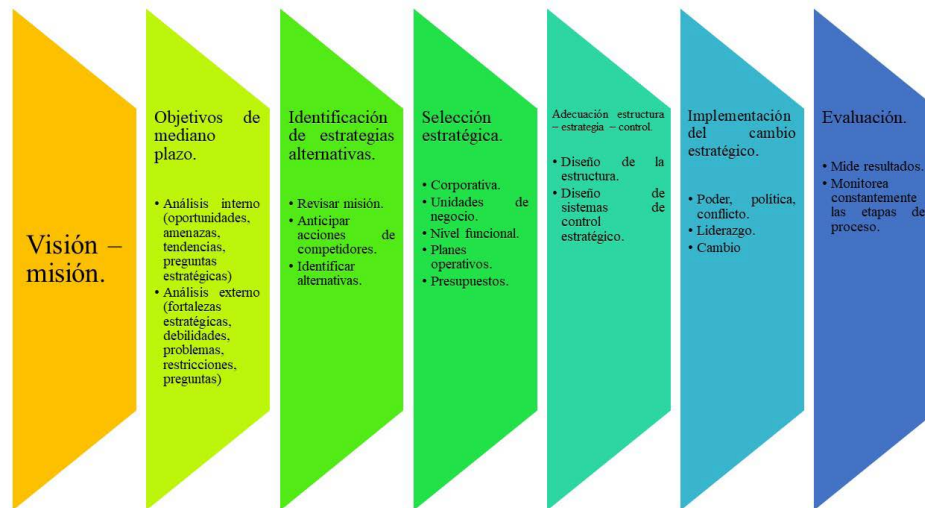 Visión –
misión.
Objetivos de
mediano
plazo.
• Análisis interno
(oportunidades,
amenazas,
tendencias,
preguntas
estratégicas)
• Análisis externo
(fortalezas
estratégicas,
debilidades,
problemas,
restricciones,
preguntas)
Identificación
de estrategias
alternativas.
• Revisar misión.
• Anticipar
acciones de
competidores.
• Identificar
alternativas.
Selección
estratégica.
• Corporativa.
• Unidades de
negocio.
• Nivel funcional.
• Planes
operativos.
• Presupuestos.
Adecuación estructura
– estrategia – control.
• Diseño de la
estructura.
• Diseño de
sistemas de
control
estratégico.
Implementación
del cambio
estratégico.
• Poder, política,
conflicto.
• Liderazgo.
• Cambio
Evaluación.
• Mide resultados.
• Monitorea
constantemente
las etapas del
proceso.